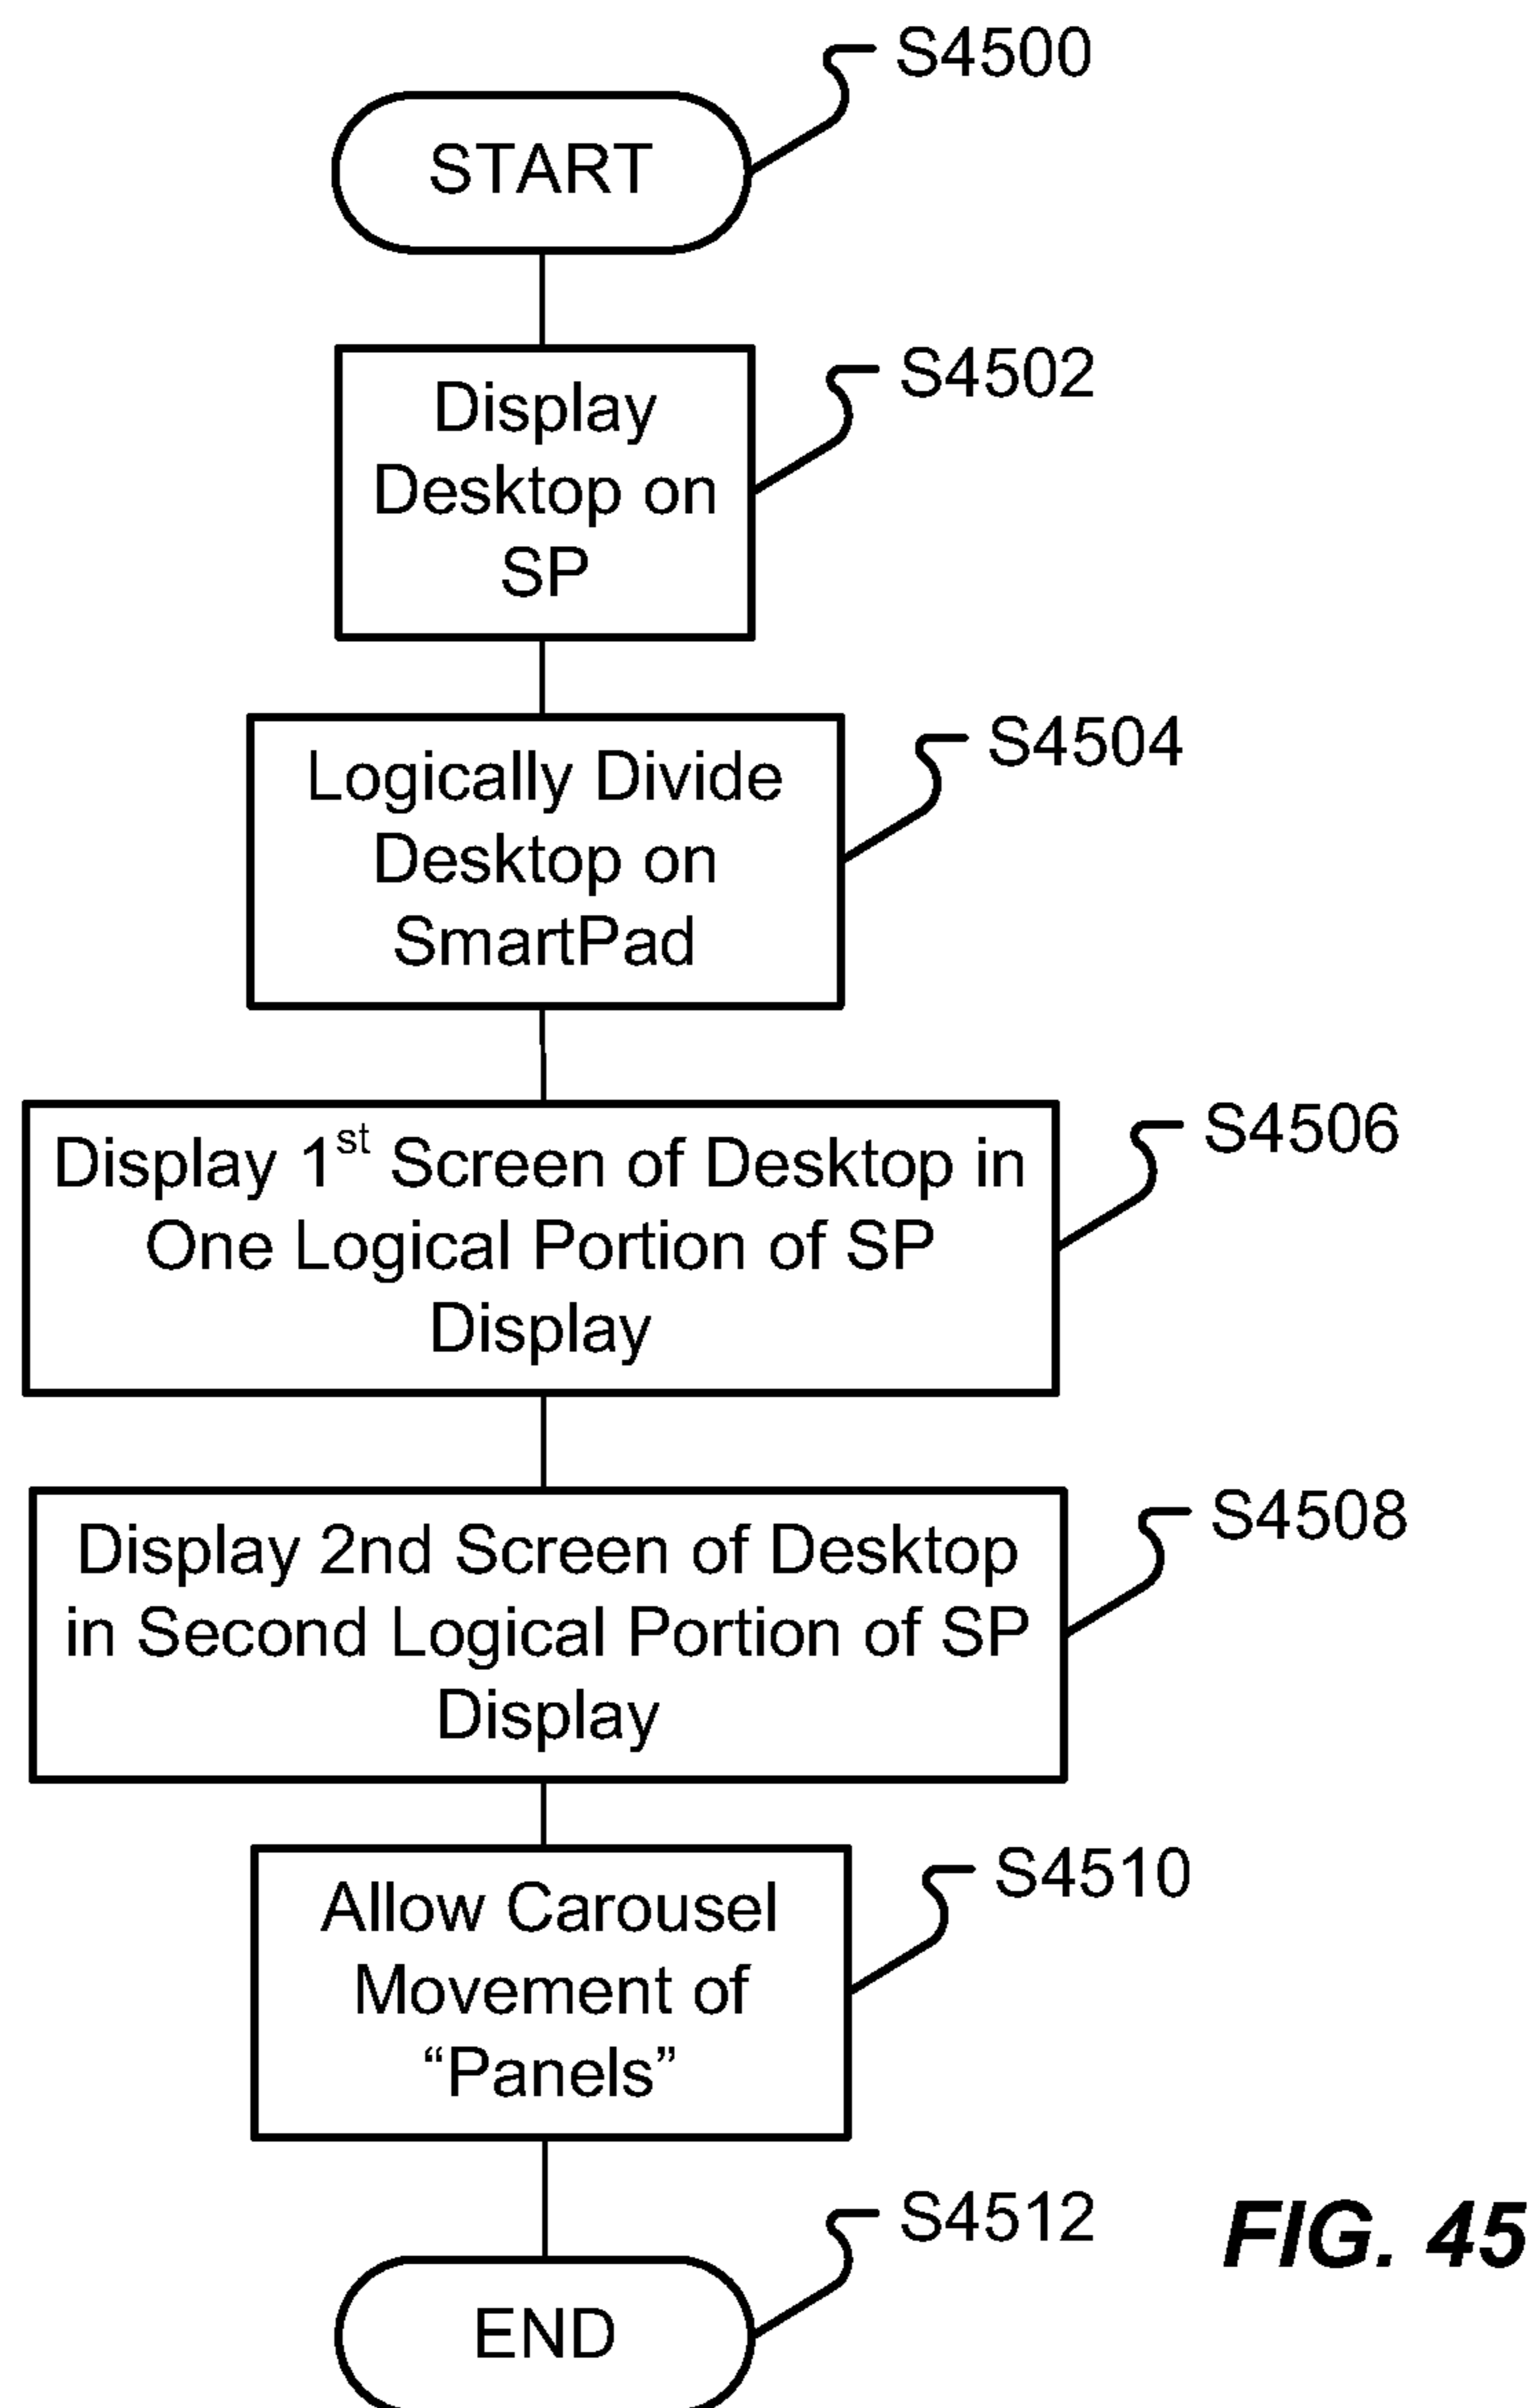 S4500
START
S4502
Display
Desktop on
SP
S4504
Logically Divide
Desktop on
SmartPad
S4506
Display 1st Screen of Desktop in
One Logical Portion of SP
Display
S4508
Display 2nd Screen of Desktop
in Second Logical Portion of SP
Display
S4510
Allow Carousel
Movement of
“Panels”
S4512
END
FIG. 45